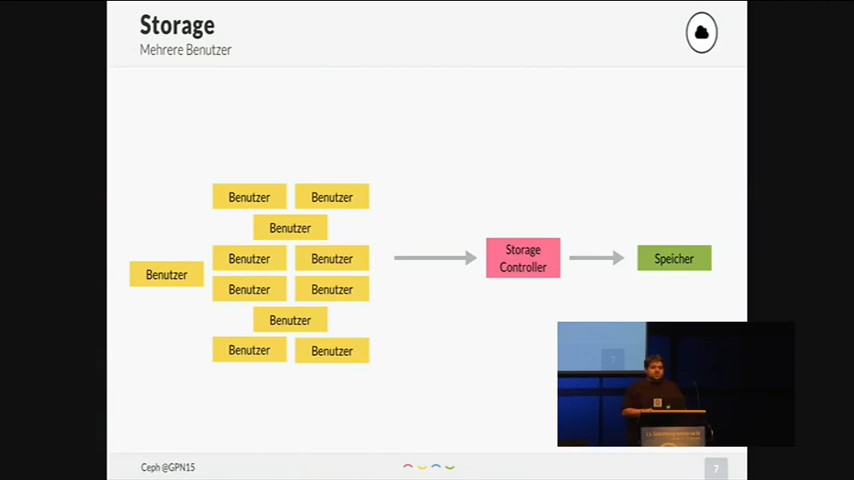 Storage
Mehrere Benutzer
Benutzer Benutzer
Benutzer
Benutzer Benutzer
Benutzer
Benutzer Benutzer
Benutzer
Benutzer Benutzer
Storage
Controller
Speicher
Ceph @GPN15
7
7